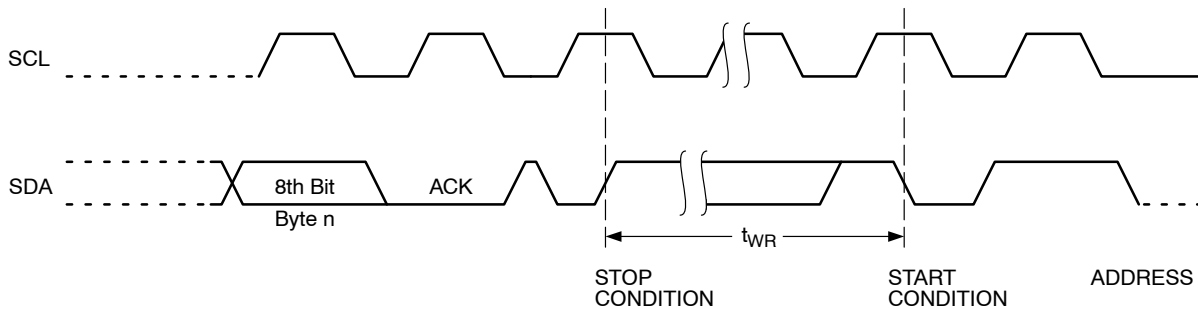 SCL
SDA
8th Bit
Byte n
ACK
tWR
STOP
CONDITION
START
CONDITION
ADDRESS